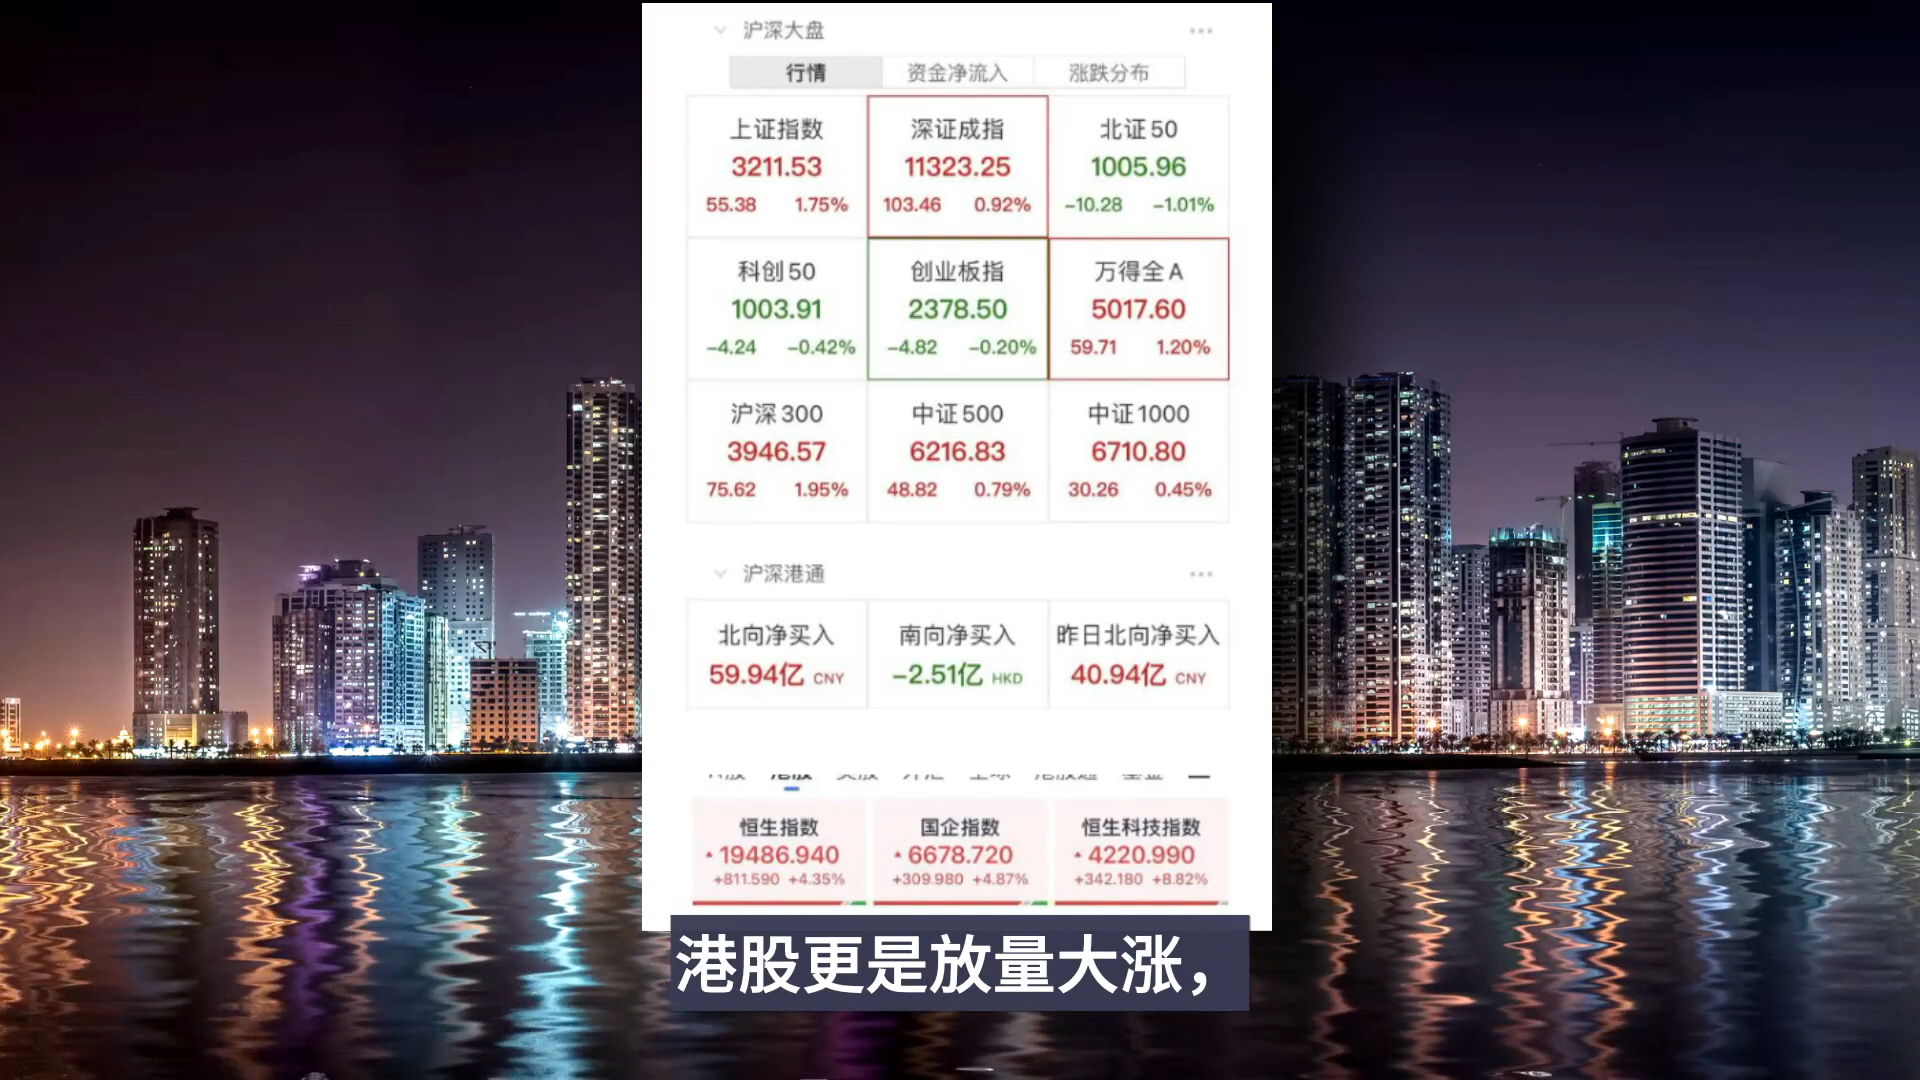 沪深大盘
行情 资金净流入 涨跌分布
上证指数 深证成指 北证50
3211.53 11323.25 1005.96
55.38 1.75% 103.46 0.92% -10.28 -1.01%
科创50 创业板指 万得全A
1003.91 2378.50 5017.60
-4.24 -0.42% -4.82 -0.20% 59.71 1.20%
沪深300 中证500 中证1000
3946.57 6216.83 6710.80
75.62 1.95% 48.82 0.79% 30.26 0.45%
沪深港通
北向净买入 南向净买入 昨日北向净买入
59.94亿 CNY -2.51亿 HKD 40.94亿 CNY
恒生指数 国企指数 恒生科技指数
19486.940 6678.720 4220.990
+811.590 +4.35% +309.980 +4.87% +342.180 +8.82%
港股更是放量大涨，